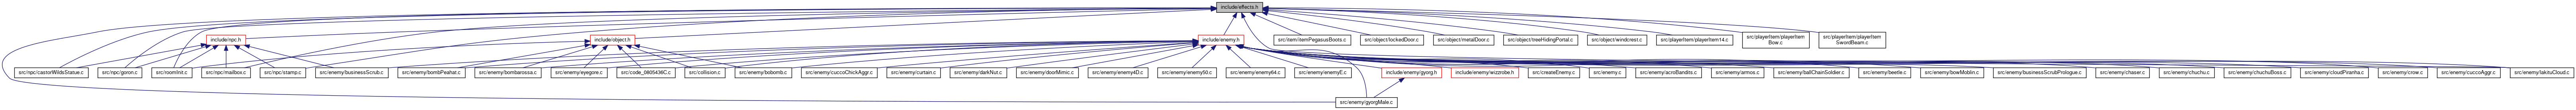 include/effects.h
include/npc.h
include/object.h
include/enemy.h
src/item/itemPegasusBoots.c
src/object/lockedDoor.c
src/object/metalDoor.c
src/object/treeHidingPortal.c
src/object/windcrest.c
src/playerItem/playerItem14.c
src/playerItem/playerItem
Bow.c
src/playerItem/playerItem
SwordBeam.c
src/npc/castorWildsStatue.c
src/npc/goron.c
src/roomInit.c
src/npc/mailbox.c
src/npc/stamp.c
src/enemy/businessScrub.c
src/enemy/bombPeahat.c
src/enemy/bombarossa.c
src/enemy/eyegore.c
src/code_0805436C.c
src/collision.c
src/enemy/bobomb.c
src/enemy/cuccoChickAggr.c
src/enemy/curtain.c
src/enemy/darkNut.c
src/enemy/doorMimic.c
src/enemy/enemy4D.c
src/enemy/enemy50.c
src/enemy/enemy64.c
src/enemy/enemyE.c
include/enemy/gyorg.h
include/enemy/wizzrobe.h
src/createEnemy.c
src/enemy.c
src/enemy/acroBandits.c
src/enemy/armos.c
src/enemy/ballChainSoldier.c
src/enemy/beetle.c
src/enemy/bowMoblin.c
src/enemy/businessScrubPrologue.c
src/enemy/chaser.c
src/enemy/chuchu.c
src/enemy/chuchuBoss.c
src/enemy/cloudPiranha.c
src/enemy/crow.c
src/enemy/cuccoAggr.c
src/enemy/lakituCloud.c
src/enemy/gyorgMale.c